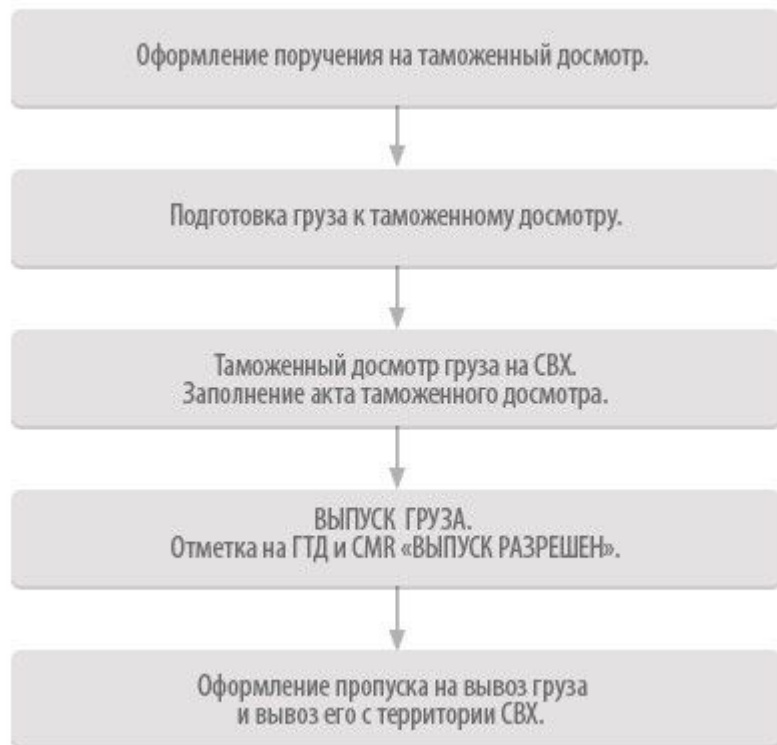 Оформление поручения на таможенный досмотр.
Подготовка груза к таможенному досмотру.
Таможенный досмотр груза на СВХ.
Заполнение акта таможенного досмотра.
ВЫПУСК ГРУЗА.
Отметка на ГТД и CMR «ВЫПУСК РАЗРЕШЕН».
Оформление пропуска на вывоз груза
и вывоз его с территории СВХ.